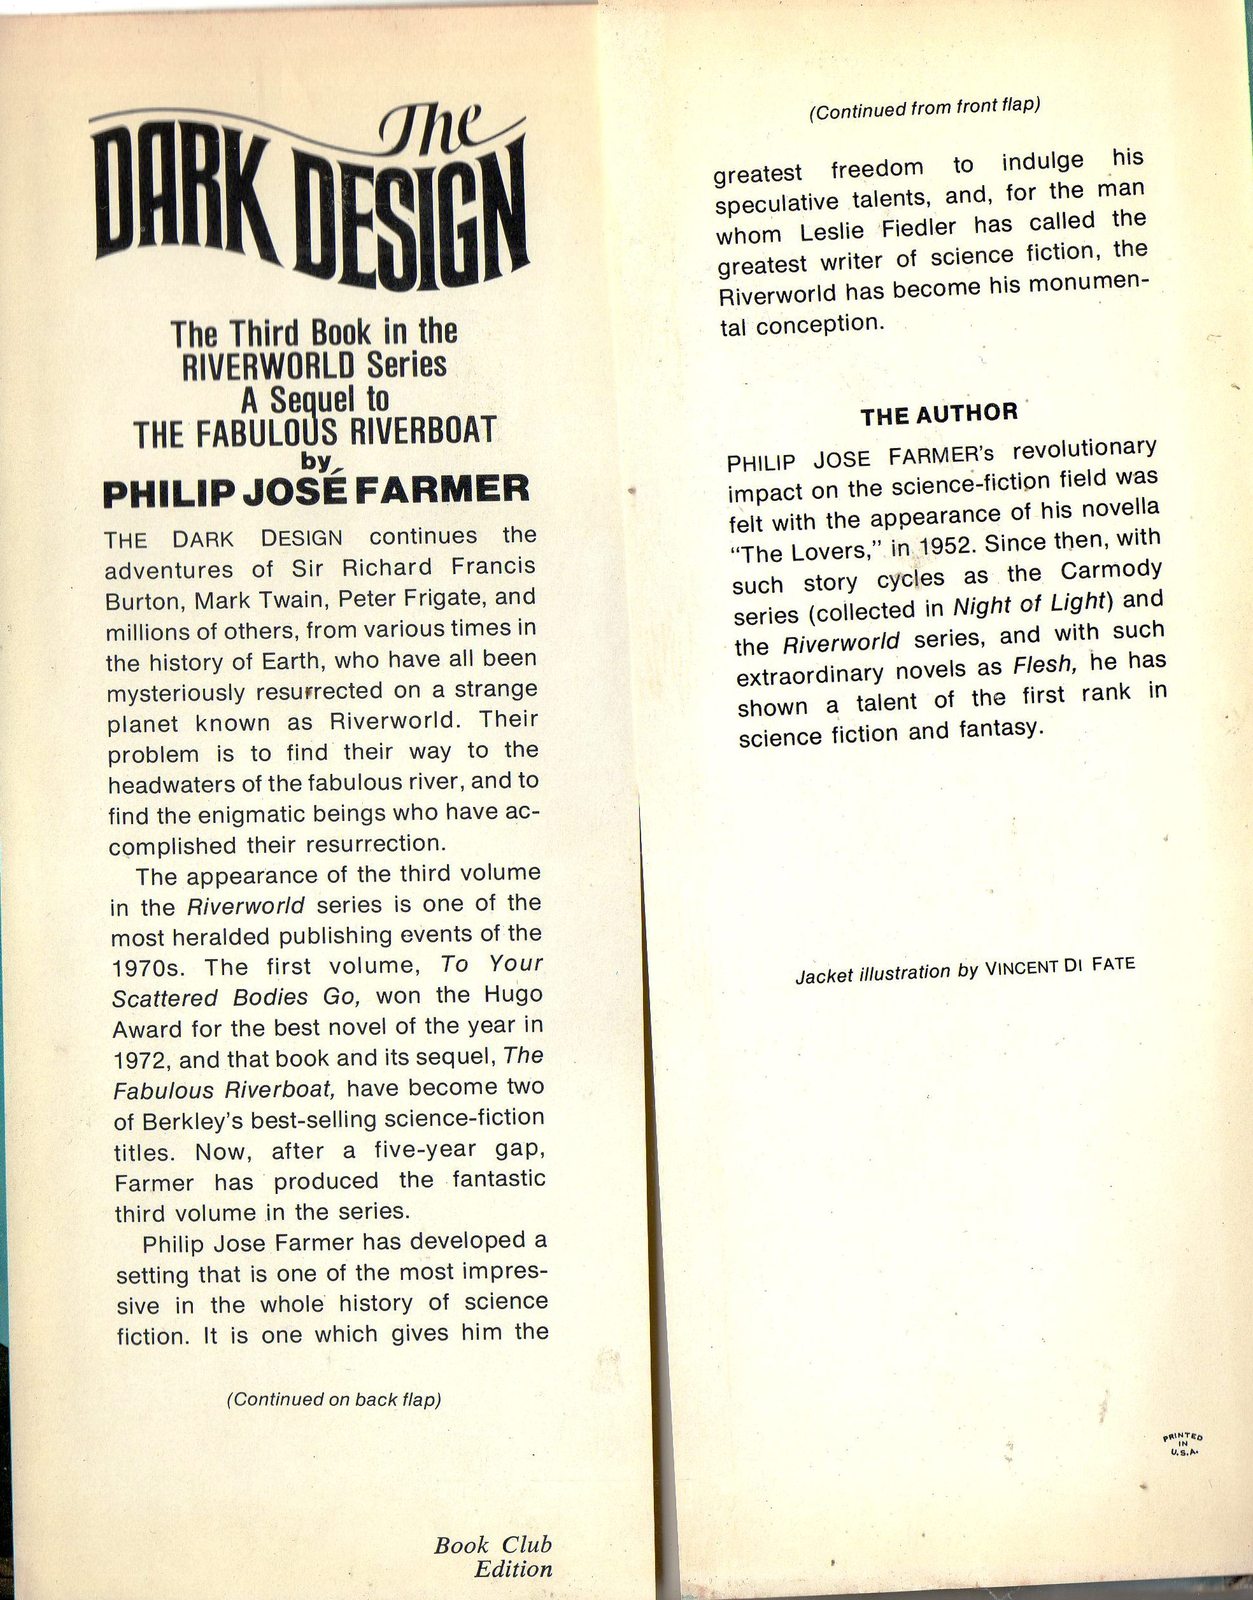 The
DARK DESIGN
The Third Book in the
RIVERWORLD Series
A Sequel to
THE FABULOUS RIVERBOAT
by
PHILIP JOSÉ FARMER
THE DARK DESIGN continues the
adventures of Sir Richard Francis
Burton, Mark Twain, Peter Frigate, and
millions of others, from various times in
the history of Earth, who have all been
mysteriously resurrected on a strange
planet known as Riverworld. Their
problem is to find their way to the
headwaters of the fabulous river, and to
find the enigmatic beings who have ac-
complished their resurrection.
The appearance of the third volume
in the Riverworld series is one of the
most heralded publishing events of the
1970s. The first volume, To Your
Scattered Bodies Go, won the Hugo
Award for the best novel of the year in
1972, and that book and its sequel, The
Fabulous Riverboat, have become two
of Berkley's best-selling science-fiction
titles. Now, after a five-year gap,
Farmer has produced the fantastic
third volume in the series.
Philip Jose Farmer has developed a
setting that is one of the most impres-
sive in the whole history of science
fiction. It is one which gives him the
(Continued on back flap)
Book Club
Edition
(Continued from front flap)
greatest freedom to indulge his
speculative talents, and, for the man
whom Leslie Fiedler has called the
greatest writer of science fiction, the
Riverworld has become his monumen-
tal conception.
THE AUTHOR
PHILIP JOSE FARMER's revolutionary
impact on the science-fiction field was
felt with the appearance of his novella
“The Lovers,” in 1952. Since then, with
such story cycles as the Carmody
series (collected in Night of Light) and
the Riverworld series, and with such
extraordinary novels as Flesh, he has
shown a talent of the first rank in
science fiction and fantasy.
Jacket illustration by VINCENT DI FATE
PRINTED
IN
U.S.A.